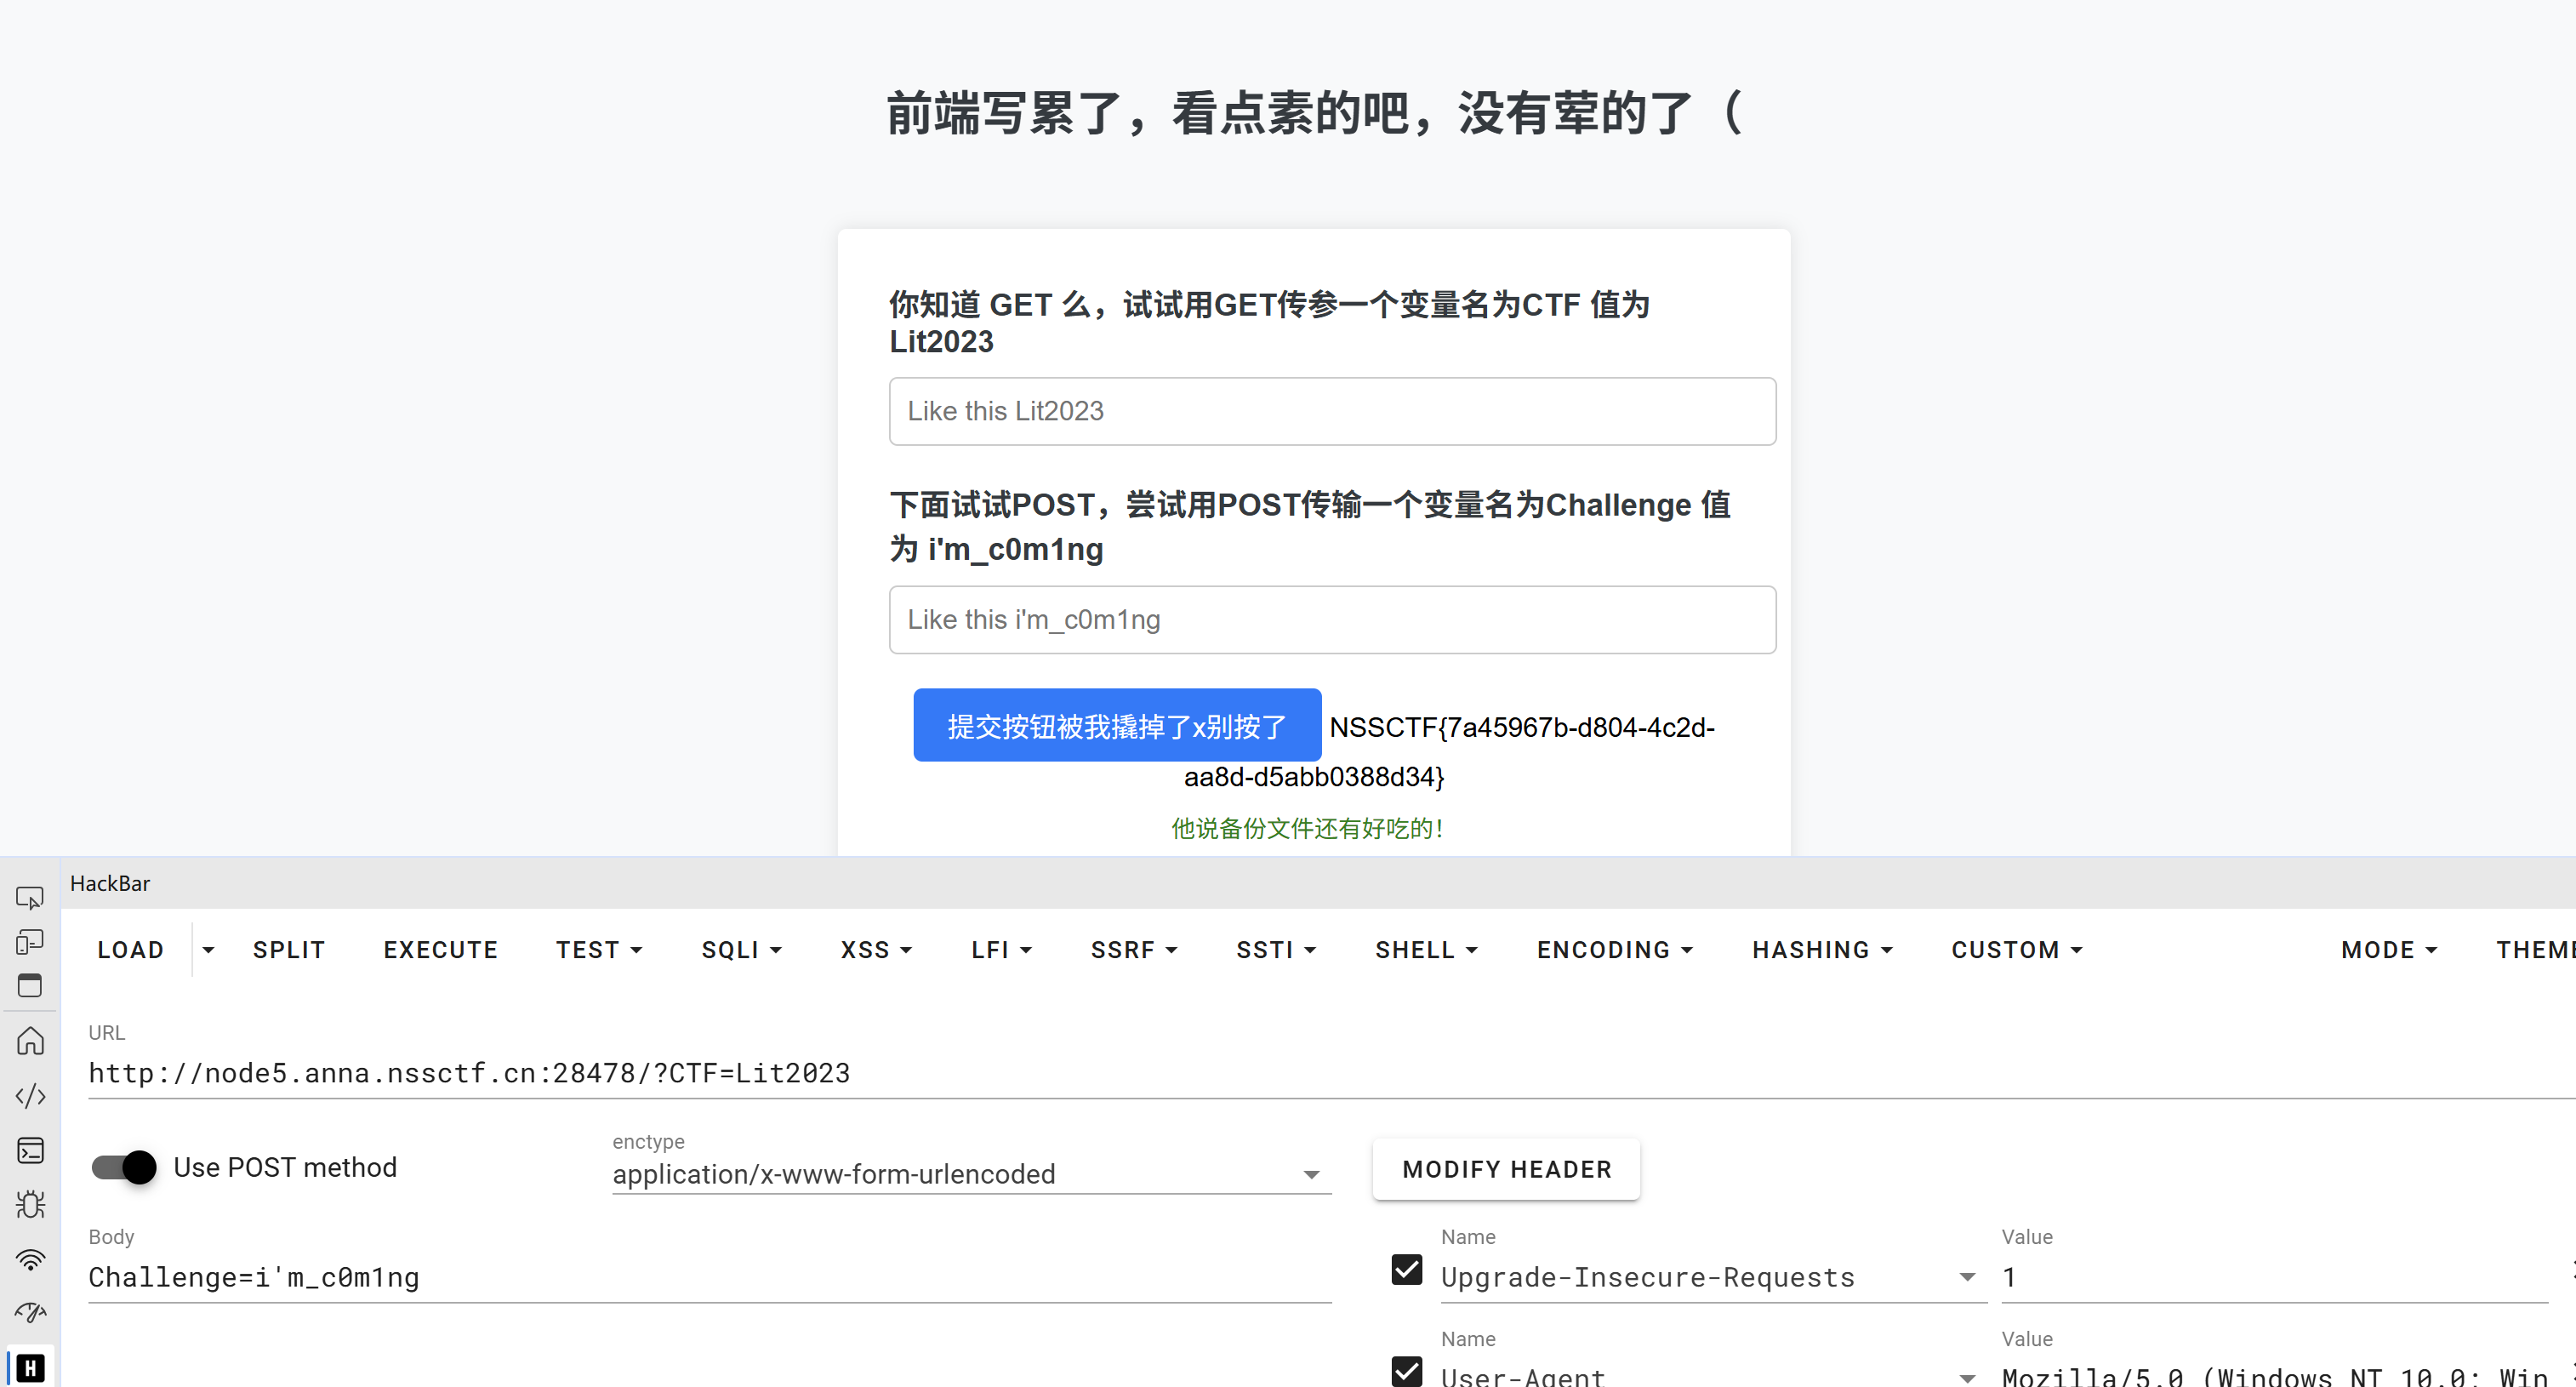 前端写累了，看点素的吧，没有荤的了（
你知道 GET 么，试试用GET传参一个变量名为CTF 值为
Lit2023
Like this Lit2023
下面试试POST，尝试用POST传输一个变量名为Challenge 值
为 i'm_c0m1ng
Like this i'm_c0m1ng
提交按钮被我撬掉了x别按了 NSSCTF{7a45967b-d804-4c2d-
aa8d-d5abb0388d34}
他说备份文件还有好吃的！
HackBar
LOAD SPLIT EXECUTE TEST SQLI XSS LFI SSRF SSTI SHELL ENCODING HASHING CUSTOM MODE THEME
URL
http://node5.anna.nssctf.cn:28478/?CTF=Lit2023
Use POST method
enctype
application/x-www-form-urlencoded
MODIFY HEADER
Body
Challenge=i'm_c0m1ng
Name Value
Upgrade-Insecure-Requests 1
Name Value
User-Agent Mozilla/5.0 (Windows NT 10.0; Win
H